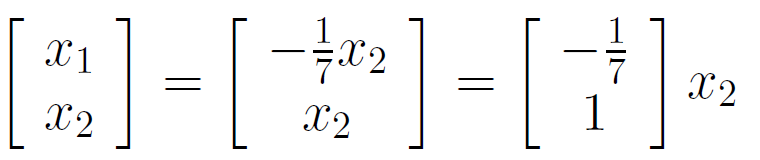 [ x₁ x₂ ] = [ -1/7 x₂ x₂ ] = [ -1/7 1 ] x₂